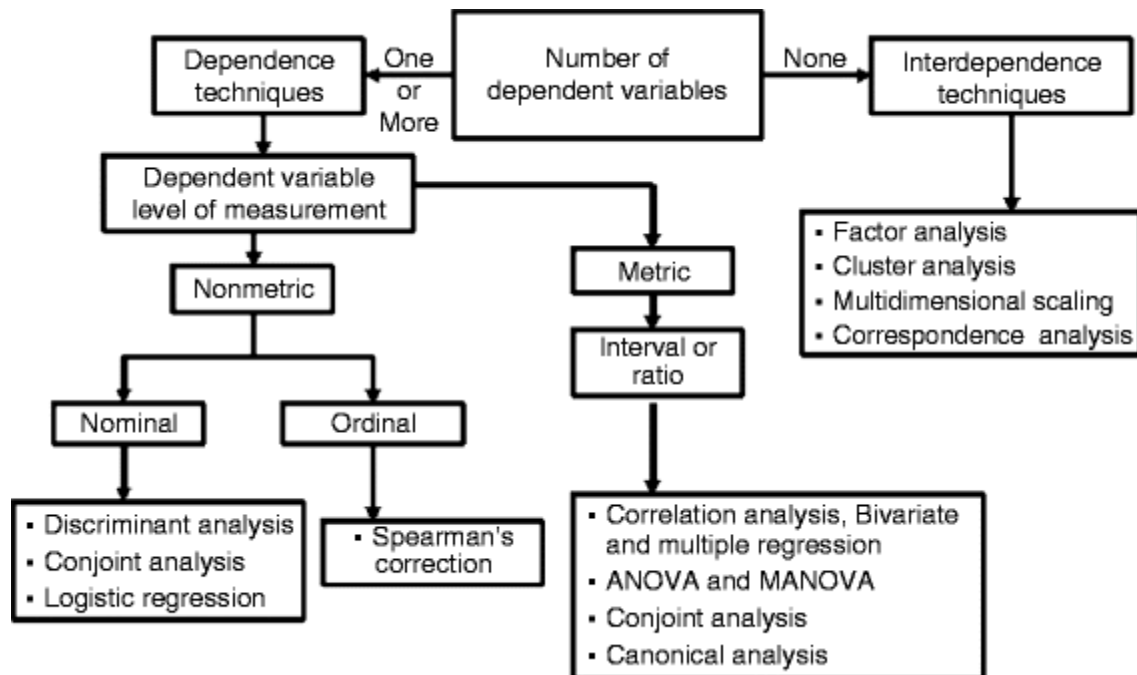 Dependence
techniques
One
or
More
Number of
dependent variables
None
Interdependence
techniques
Dependent variable
level of measurement
▪ Factor analysis
▪ Cluster analysis
▪ Multidimensional scaling
▪ Correspondence analysis
Nonmetric
Metric
Interval or
ratio
Nominal
Ordinal
▪ Discriminant analysis
▪ Conjoint analysis
▪ Logistic regression
▪ Spearman's
correction
▪ Correlation analysis, Bivariate
and multiple regression
▪ ANOVA and MANOVA
▪ Conjoint analysis
▪ Canonical analysis